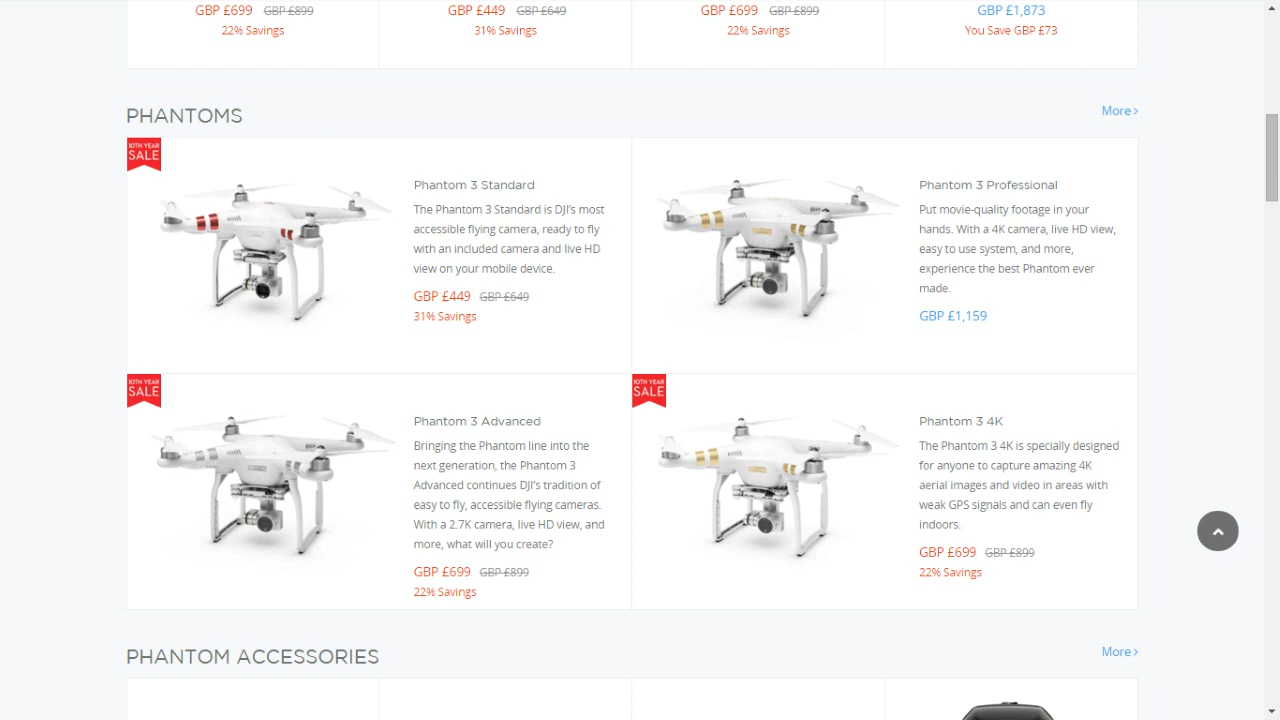 GBP £699 GBP £899
22% Savings
GBP £449 GBP £649
31% Savings
GBP £699 GBP £899
22% Savings
GBP £1,873
You Save GBP £73
PHANTOMS
More ›
10TH YEAR
SALE
Phantom 3 Standard
The Phantom 3 Standard is DJI's most
accessible flying camera, ready to fly
with an included camera and live HD
view on your mobile device.
GBP £449 GBP £649
31% Savings
Phantom 3 Professional
Put movie-quality footage in your
hands. With a 4K camera, live HD view,
easy to use system, and more,
experience the best Phantom ever
made.
GBP £1,159
10TH YEAR
SALE
Phantom 3 Advanced
Bringing the Phantom line into the
next generation, the Phantom 3
Advanced continues DJI's tradition of
easy to fly, accessible flying cameras.
With a 2.7K camera, live HD view, and
more, what will you create?
GBP £699 GBP £899
22% Savings
10TH YEAR
SALE
Phantom 3 4K
The Phantom 3 4K is specially designed
for anyone to capture amazing 4K
aerial images and video in areas with
weak GPS signals and can even fly
indoors.
GBP £699 GBP £899
22% Savings
PHANTOM ACCESSORIES
More ›